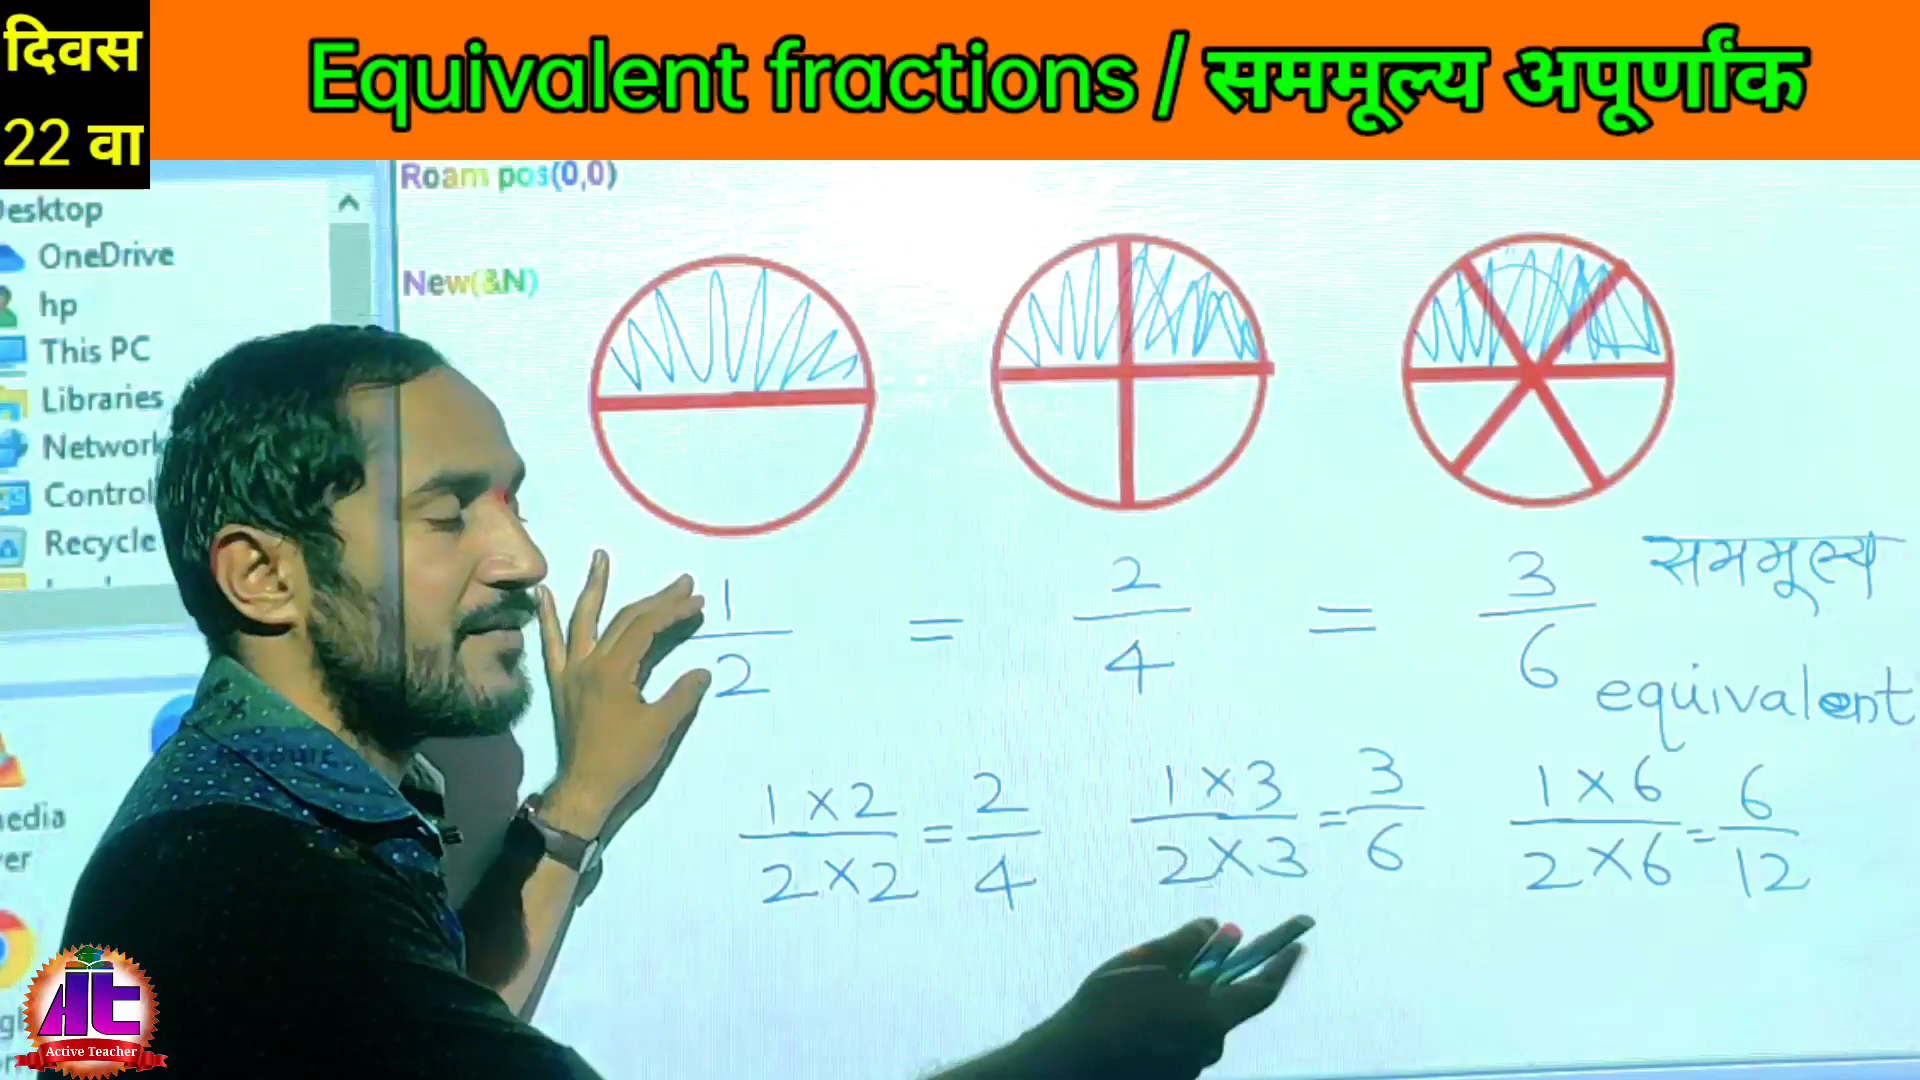 दिवस
22 वा
Equivalent fractions / सममूल्य अपूर्णांक
Roam pos(0,0)
New(&N)
Desktop
OneDrive
hp
This PC
Libraries
Network
Control
Recycle
1/2 = 2/4 = 3/6
सममूल्य
equivalent
1 × 2 / 2 × 2 = 2/4
1 × 3 / 2 × 3 = 3/6
1 × 6 / 2 × 6 = 6/12
At
Active Teacher